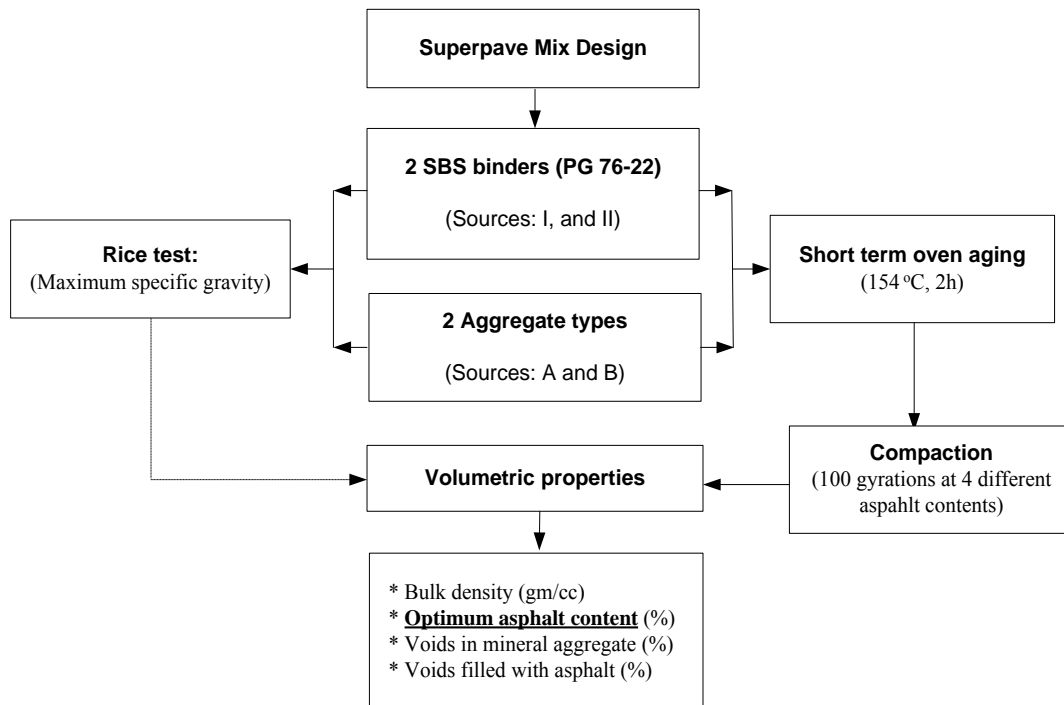 Superpave Mix Design
2 SBS binders (PG 76-22)
(Sources: I, and II)
Rice test:
(Maximum specific gravity)
Short term oven aging
(154 °C, 2h)
2 Aggregate types
(Sources: A and B)
Compaction
(100 gyrations at 4 different
aspahlt contents)
Volumetric properties
* Bulk density (gm/cc)
* Optimum asphalt content (%)
* Voids in mineral aggregate (%)
* Voids filled with asphalt (%)